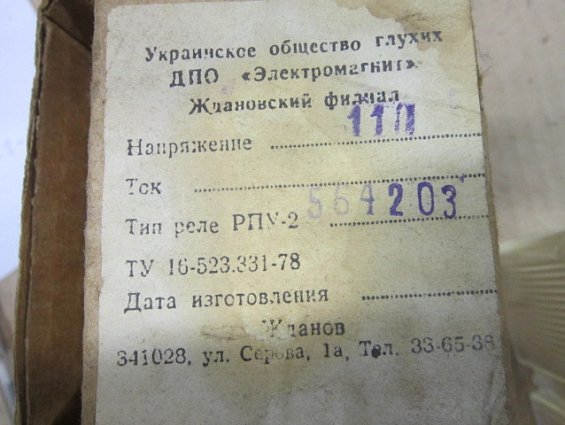 Украинское общество глухих
ДПО «Электромагнит»
Ждановский филиал
Напряжение 110
Ток
Тип реле РПУ-2 564203
ТУ 16-523.331-78
Дата изготовления
Жданов
341028, ул. Серова, 1а, Тел. 33-65-38